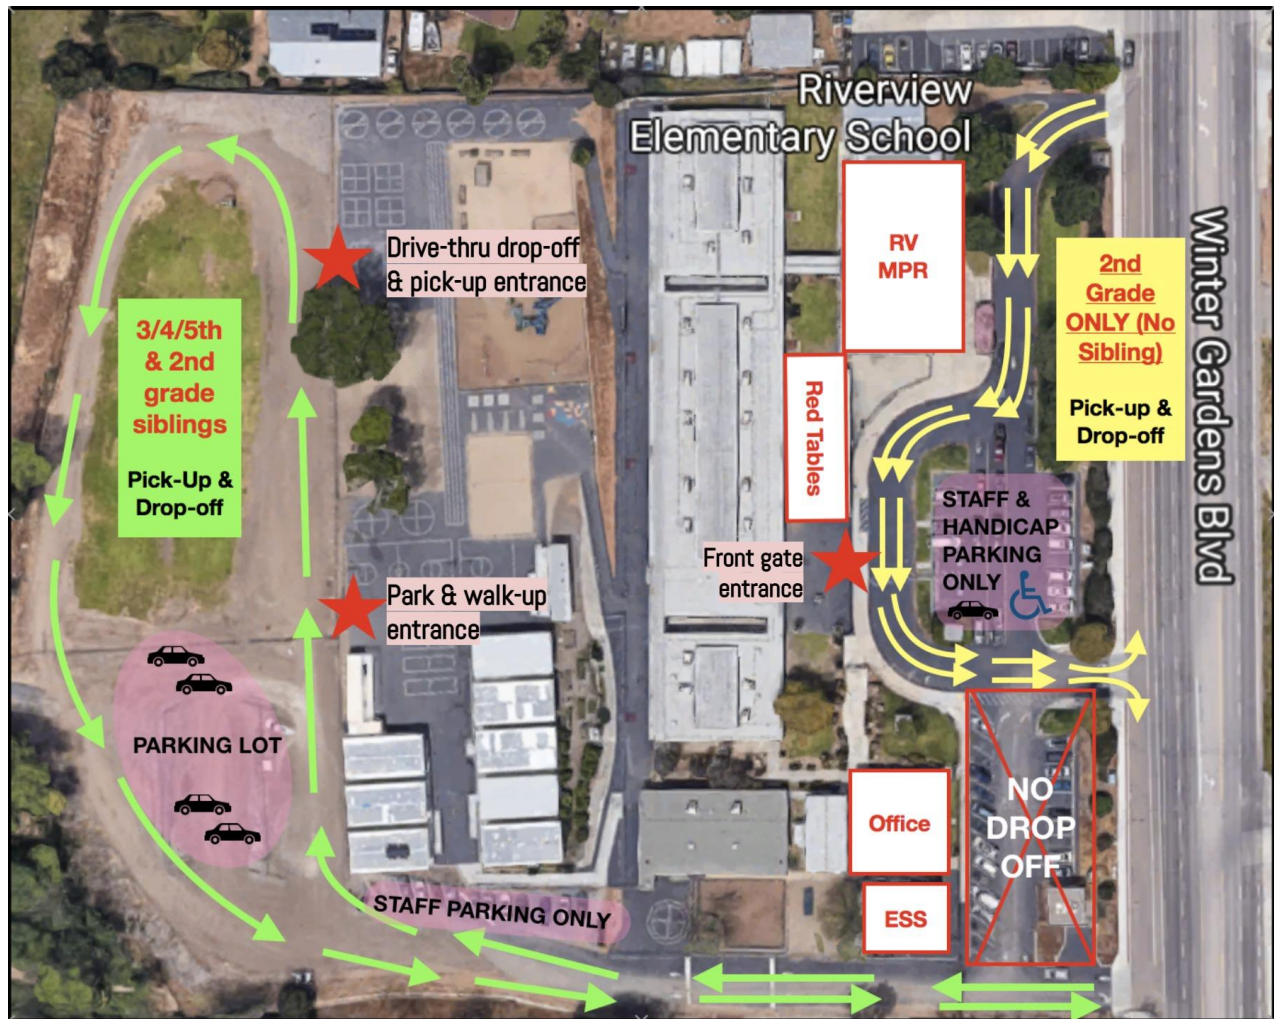 Riverview
Elementary School
Drive-thru drop-off
& pick-up entrance
3/4/5th
& 2nd
grade
siblings
Pick-Up &
Drop-off
RV
MPR
Red Tables
2nd
Grade
ONLY (No
Sibling)
Pick-up &
Drop-off
Winter Gardens Blvd
STAFF &
HANDICAP
PARKING
ONLY
Front gate
entrance
Park & walk-up
entrance
PARKING LOT
STAFF PARKING ONLY
Office
ESS
NO
DROP
OFF